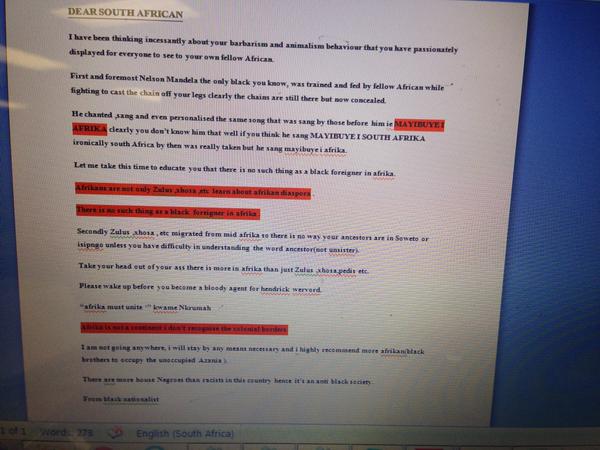 DEAR SOUTH AFRICAN
I have been thinking incessantly about your barbarism and animalism behaviour that you have passionately
displayed for everyone to see to your own fellow African.
First and foremost Nelson Mandela the only black you know, was trained and fed by fellow African while
fighting to cast the chain off your legs clearly the chains are still there but now concealed.
He chanted ,sang and even personalised the same song that was sang by those before him ie MAYIBUYE I
AFRIKA clearly you don't know him that well if you think he sang MAYIBUYE I SOUTH AFRIKA
ironically south Africa by then was really taken but he sang mayibuye i afrika.
Let me take this time to educate you that there is no such thing as a black foreigner in afrika.
Afrikans are not only Zulus ,xhosa ,etc learn about afrikan diaspora .
There is no such thing as a black foreigner in afrika
Secondly Zulus ,xhosa , etc migrated from mid afrika so there is no way your ancestors are in Soweto or
isipngo unless you have difficulty in understanding the word ancestor(not unsister).
Take your head out of your ass there is more in afrika than just Zulus ,xhosa,pedis etc.
Please wake up before you become a bloody agent for hendrick werword.
"afrika must unite "" kwame Nkrumah
Afrika is not a continent i don't recognise the colonial borders
I am not going anywhere, i will stay by any means necessary and i highly recommend more afrikan(black
brothers to occupy the unoccupied Azania ).
There are more house Negroes than racists in this country hence it's an anti black society.
From black nationalist
1 of 1 Words: 273 English (South Africa)